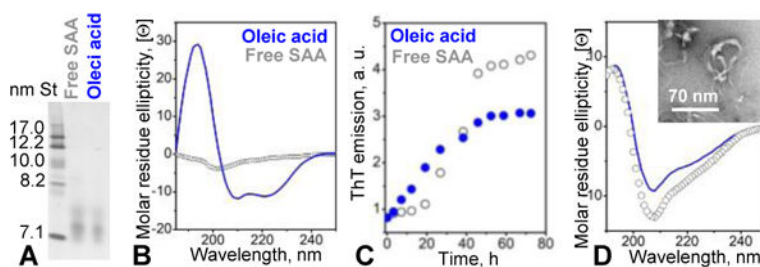 nm St Free SAA Oleci acid
17.0
12.2
10.0
8.2
7.1
A
Molar residue ellipticity, [Θ]
Oleic acid
Free SAA
30
20
10
0
-10
-20
200 220 240
Wavelength, nm
B
ThT emission, a. u.
Oleic acid
Free SAA
5
4
3
2
1
0 20 40 60 80
Time, h
C
Molar residue ellipticity, [Θ]
10
0
-10
70 nm
200 220 240
Wavelength, nm
D